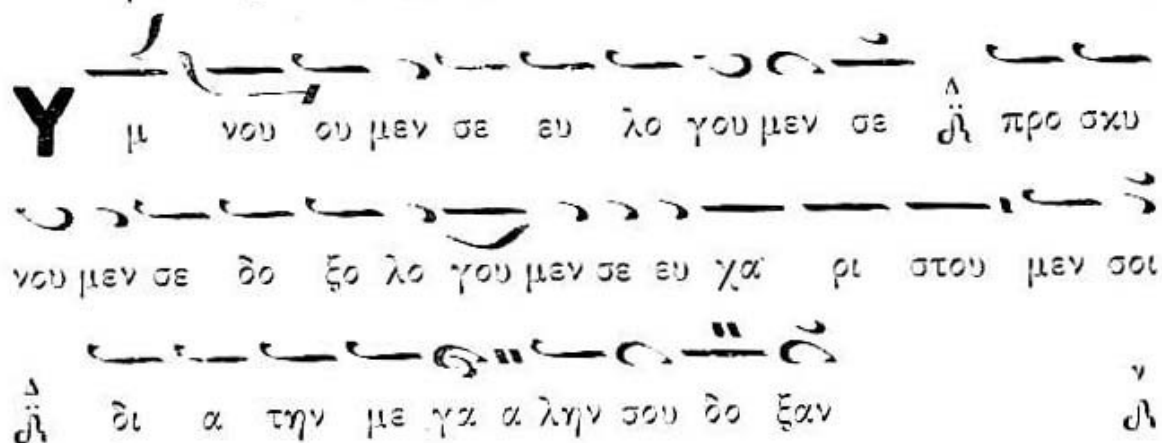 Υ μ νου ου μεν σε ευ λο γου μεν σε Δ προ σκυ
νου μεν σε δο ξο λο γου μεν σε ευ χα ρι στου μεν σοι
Δ δι α την με γα α λην σου δο ξαν ν